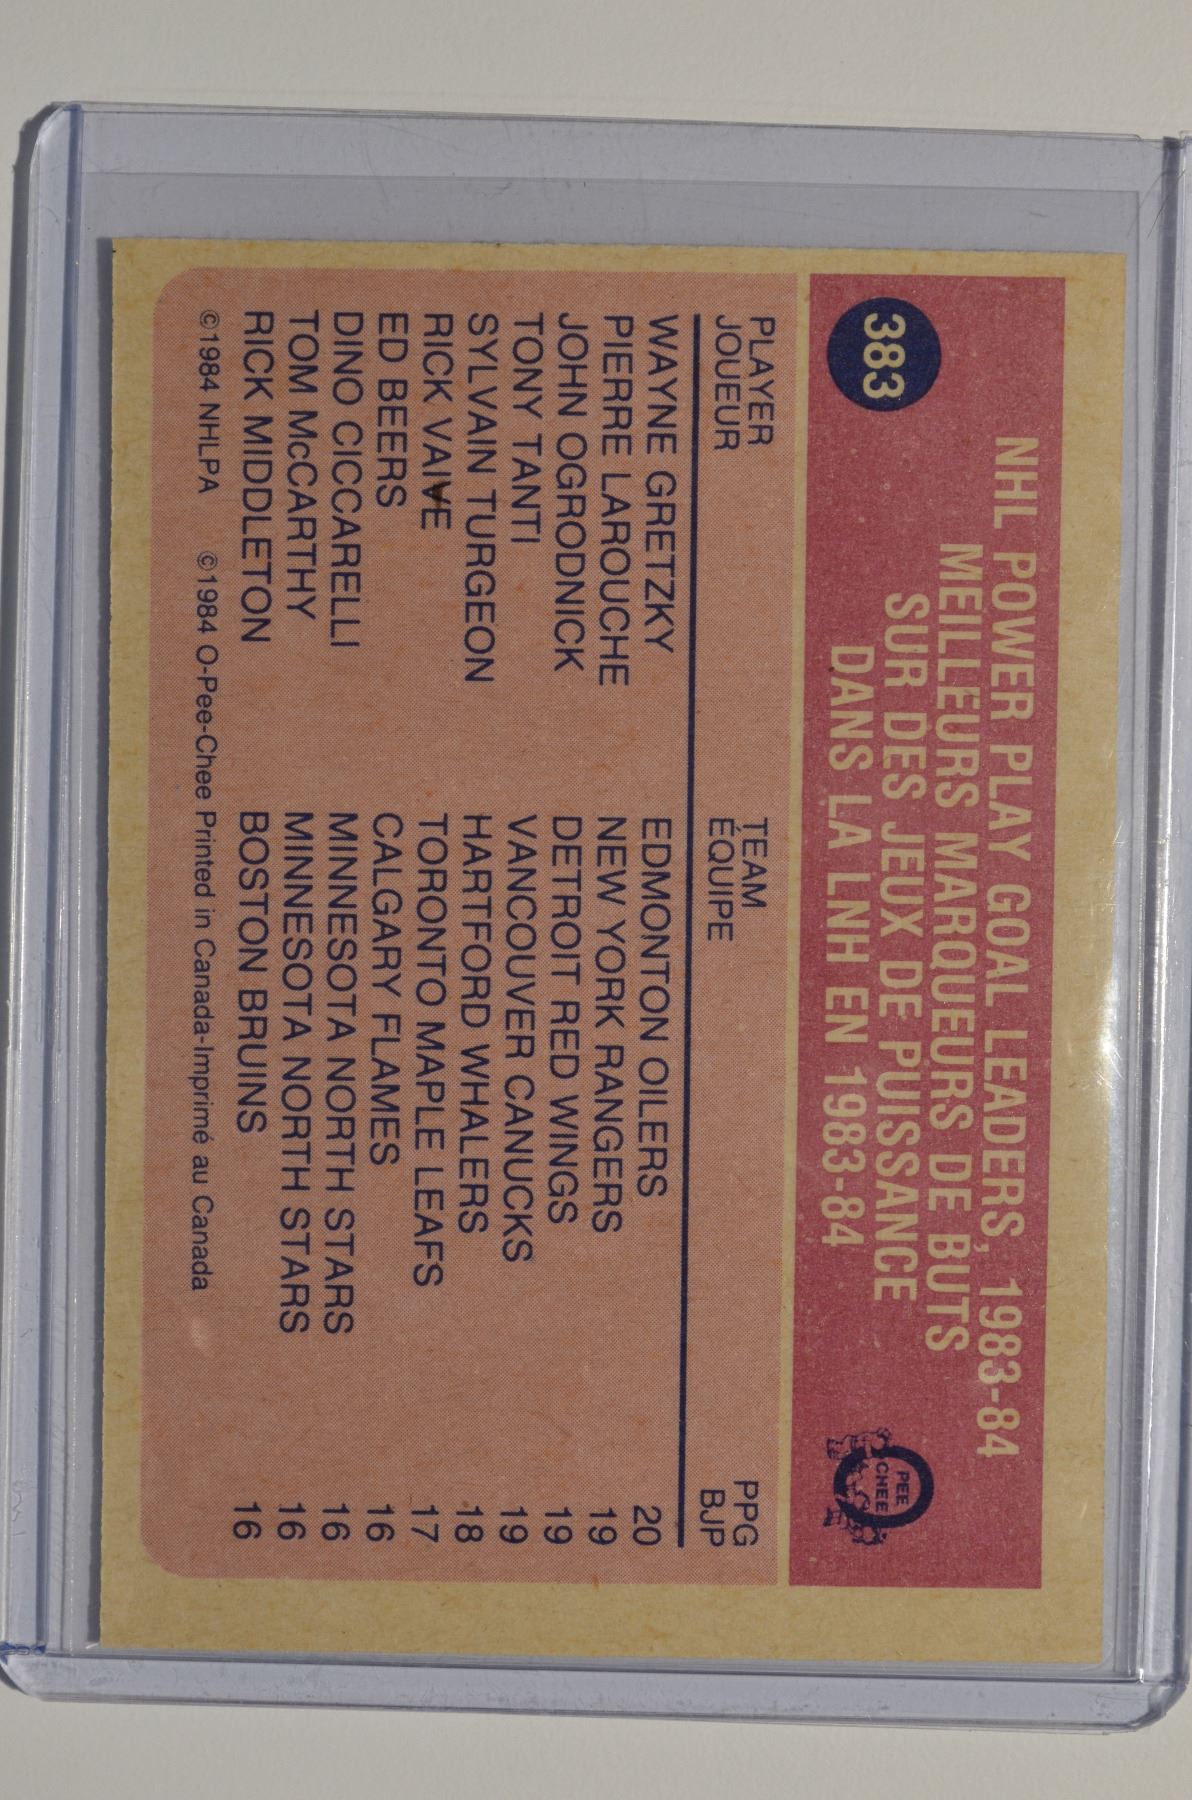 383
NHL POWER PLAY GOAL LEADERS, 1983-84
MEILLEURS MARQUEURS DE BUTS
SUR DES JEUX DE PUISSANCE
DANS LA LNH EN 1983-84
PEE
CHEE
PLAYER TEAM PPG
JOUEUR ÉQUIPE BJP
WAYNE GRETZKY EDMONTON OILERS 20
PIERRE LAROUCHE NEW YORK RANGERS 19
JOHN OGRODNICK DETROIT RED WINGS 19
TONY TANTI VANCOUVER CANUCKS 19
SYLVAIN TURGEON HARTFORD WHALERS 18
RICK VAIVE TORONTO MAPLE LEAFS 17
ED BEERS CALGARY FLAMES 16
DINO CICCARELLI MINNESOTA NORTH STARS 16
TOM McCARTHY MINNESOTA NORTH STARS 16
RICK MIDDLETON BOSTON BRUINS 16
©1984 NHLPA ©1984 O-Pee-Chee Printed in Canada-Imprimé au Canada